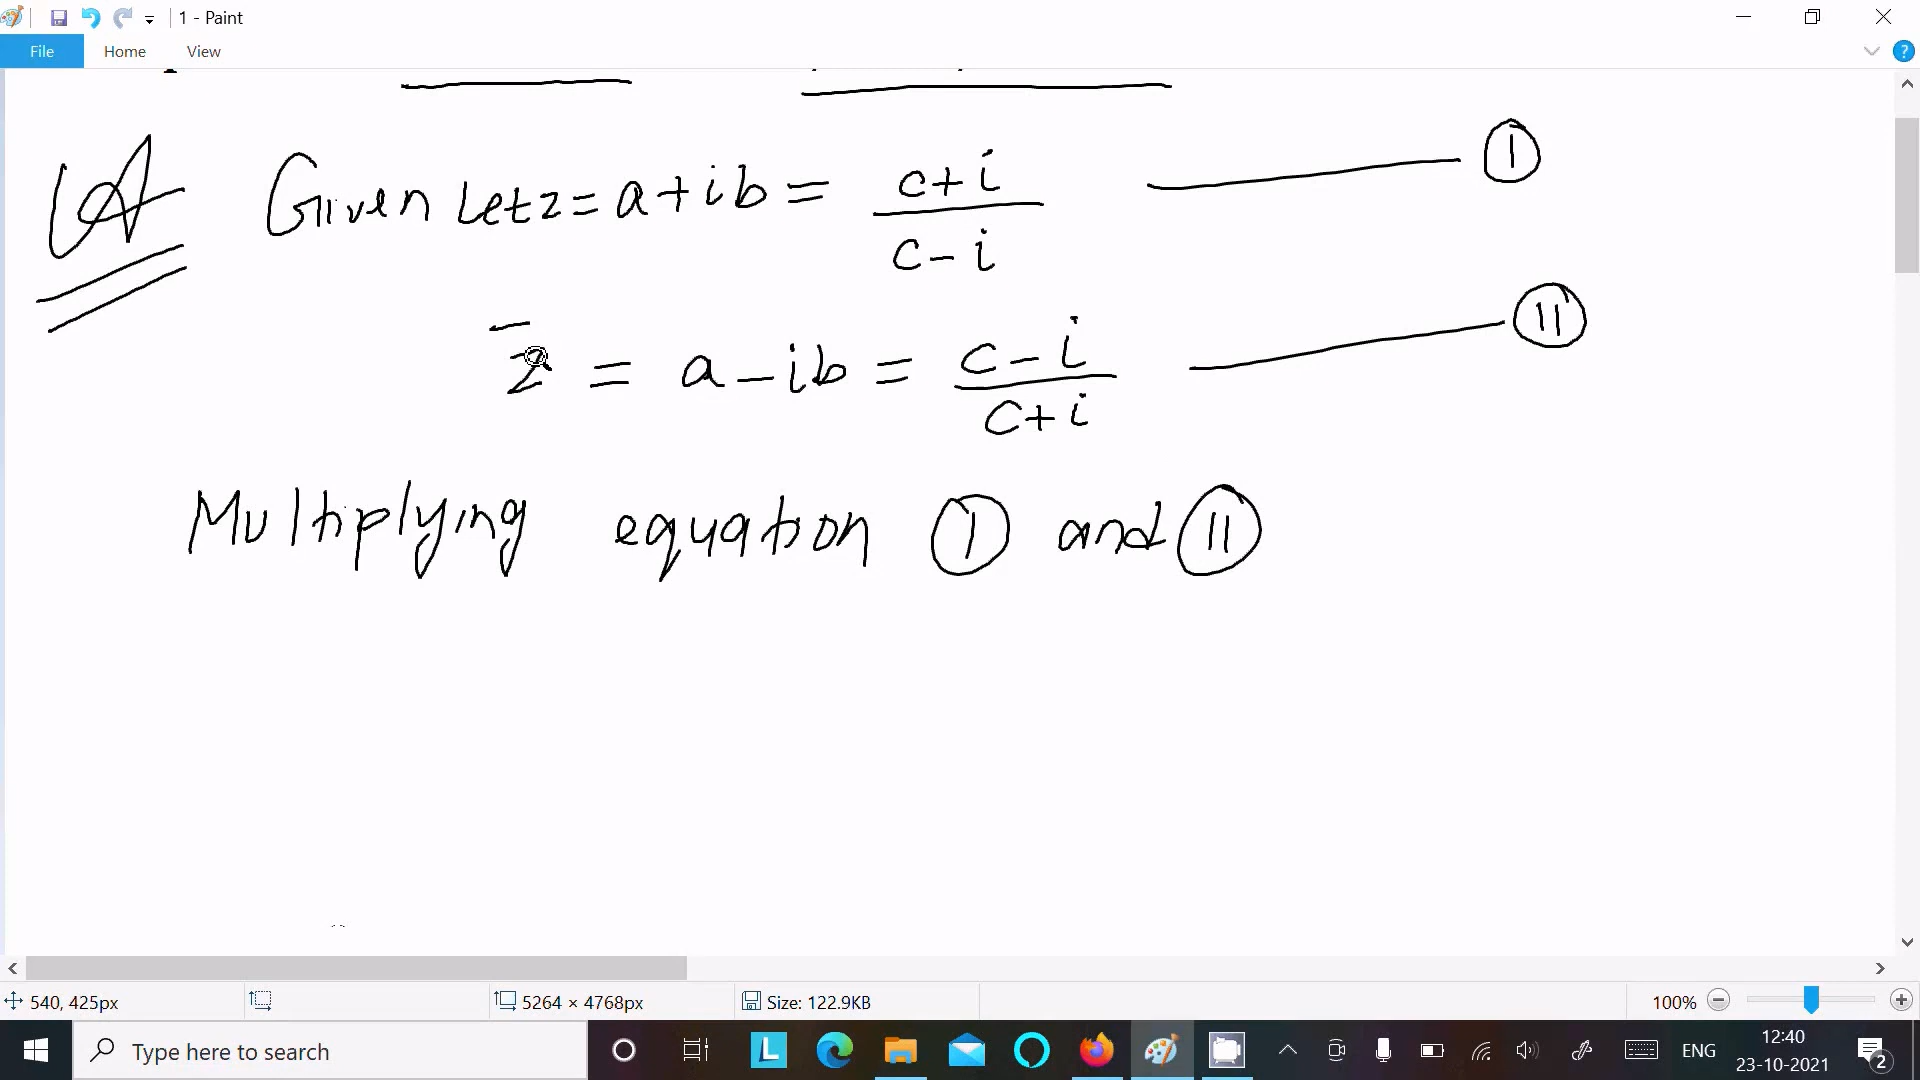 1 - Paint
File Home View
A Given Let z = a + ib = c + i / c - i ——— I
z̅ = a - ib = c - i / c + i ——— II
Multiplying equation I and II
540, 425px 5264 × 4768px Size: 122.9KB 100%
Type here to search L ENG 12:40
23-10-2021 2